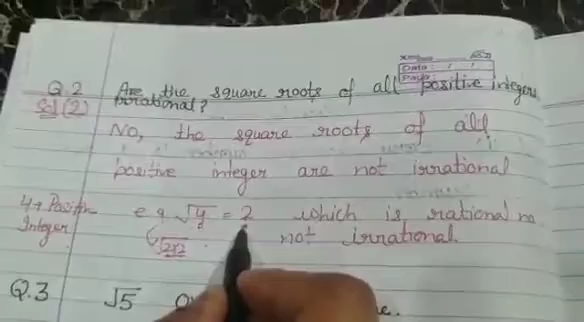 Date
Page
Q.2 Are the square roots of all positive integers
irrational?
Sol(2)
No, the square roots of all
positive integer are not irrational
4→ Positive
Integer
e.g √4 = 2 which is rational no.
√2x2 not irrational
Q.3 √5